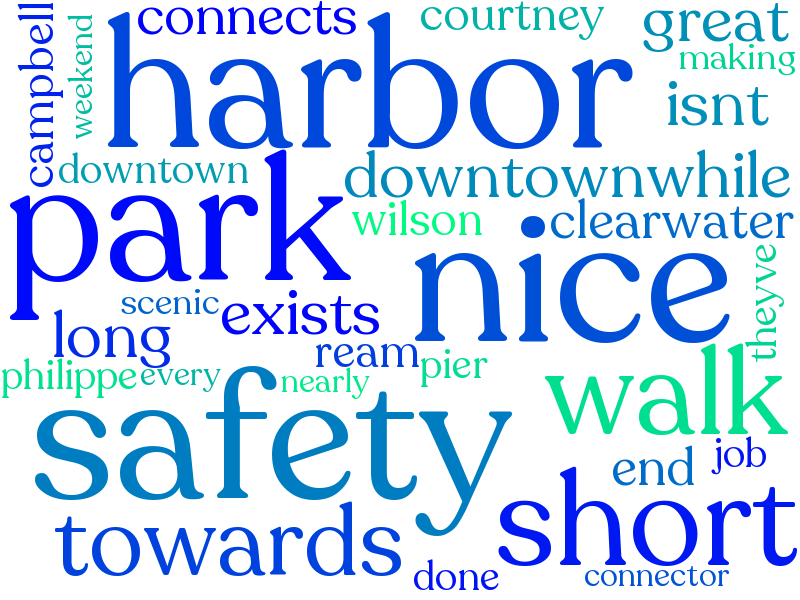 connects
courtney
great
campbell
weekend
harbor
making
isnt
downtown
downtownwhile
park
wilson
clearwater
nice
theyve
scenic
exists
long
ream
pier
philippe
every
nearly
walk
safety
job
end
short
towards
done
connector